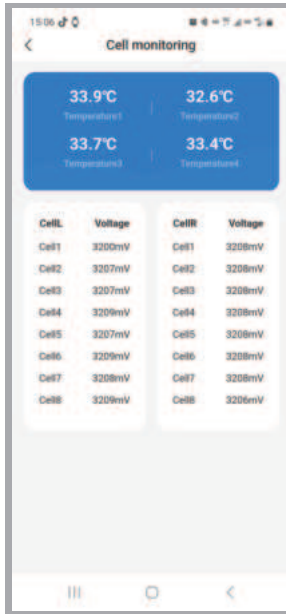 15:06
Cell monitoring
33.9℃ 32.6℃
Temperature1 Temperature2
33.7℃ 33.4℃
Temperature3 Temperature4
CellL Voltage CellR Voltage
Cell1 3200mV Cell1 3208mV
Cell2 3207mV Cell2 3208mV
Cell3 3207mV Cell3 3208mV
Cell4 3209mV Cell4 3208mV
Cell5 3207mV Cell5 3208mV
Cell6 3209mV Cell6 3208mV
Cell7 3208mV Cell7 3208mV
Cell8 3209mV Cell8 3206mV